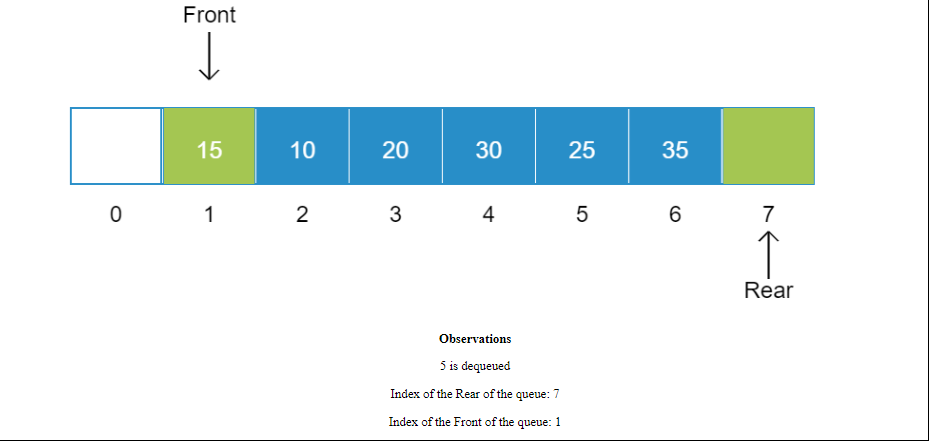 Front
15 10 20 30 25 35
0 1 2 3 4 5 6 7
Rear
Observations
5 is dequeued
Index of the Rear of the queue: 7
Index of the Front of the queue: 1